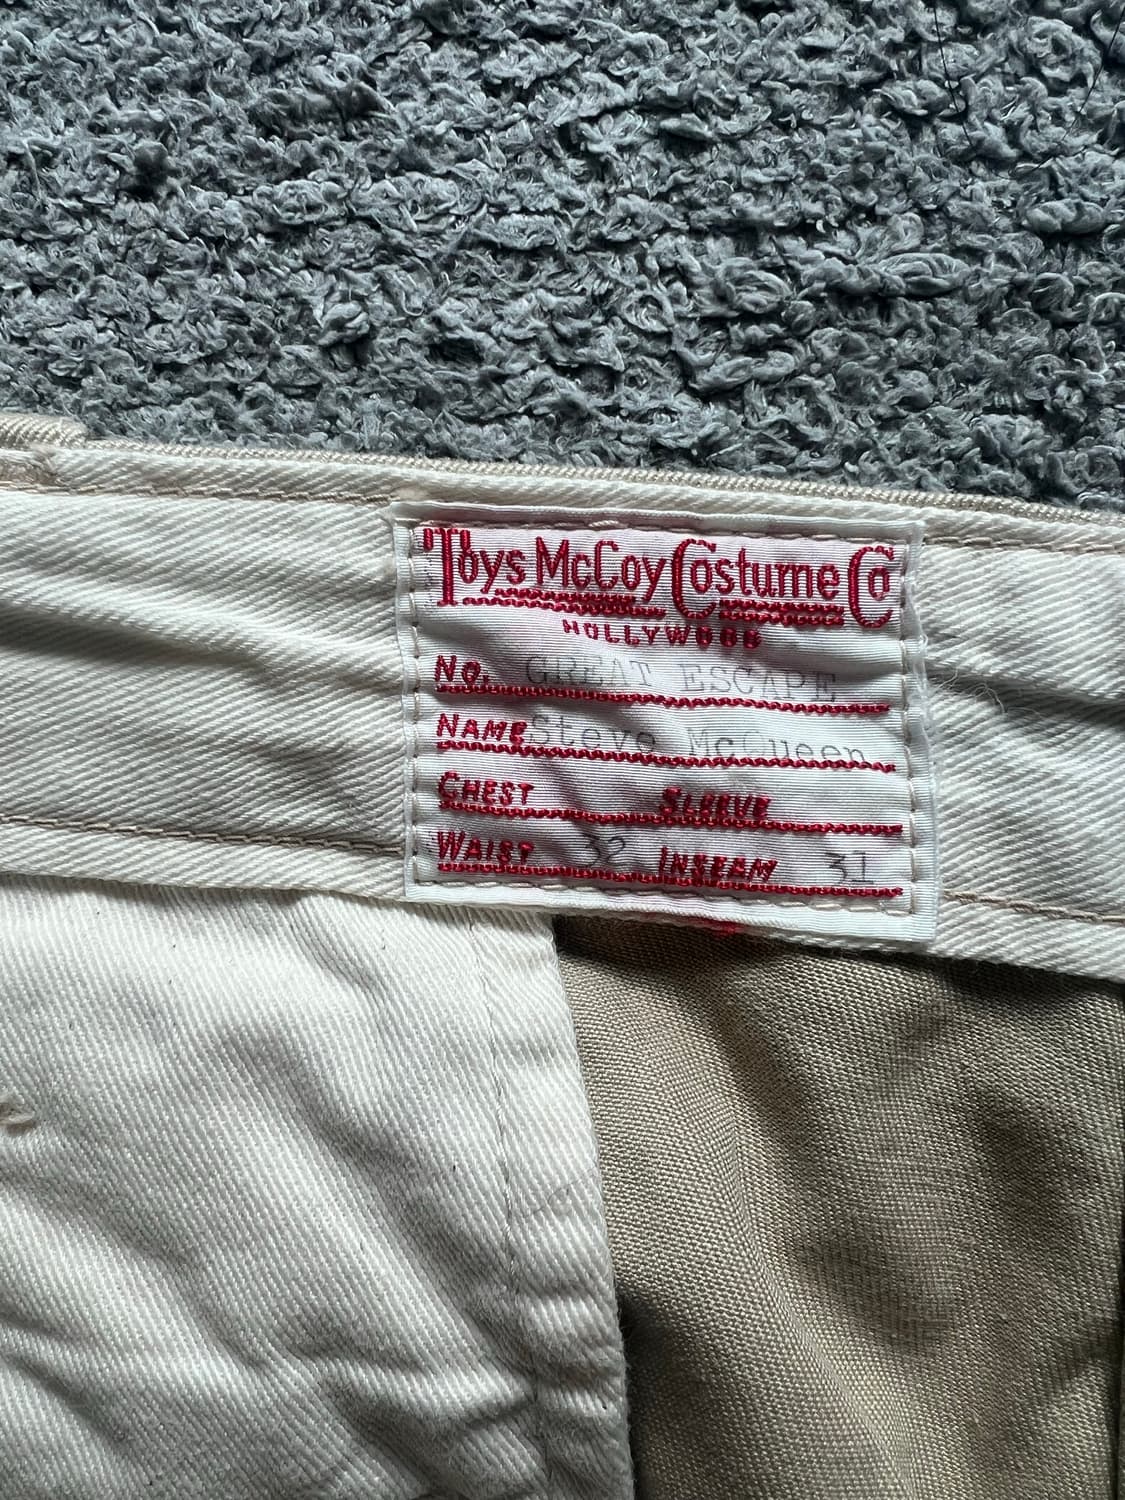 Toys McCoy Costume Co
HOLLYWOOD
NO. GREAT ESCAPE
NAME Steve McQueen
CHEST SLEEVE
WAIST 32 INSEAM 31